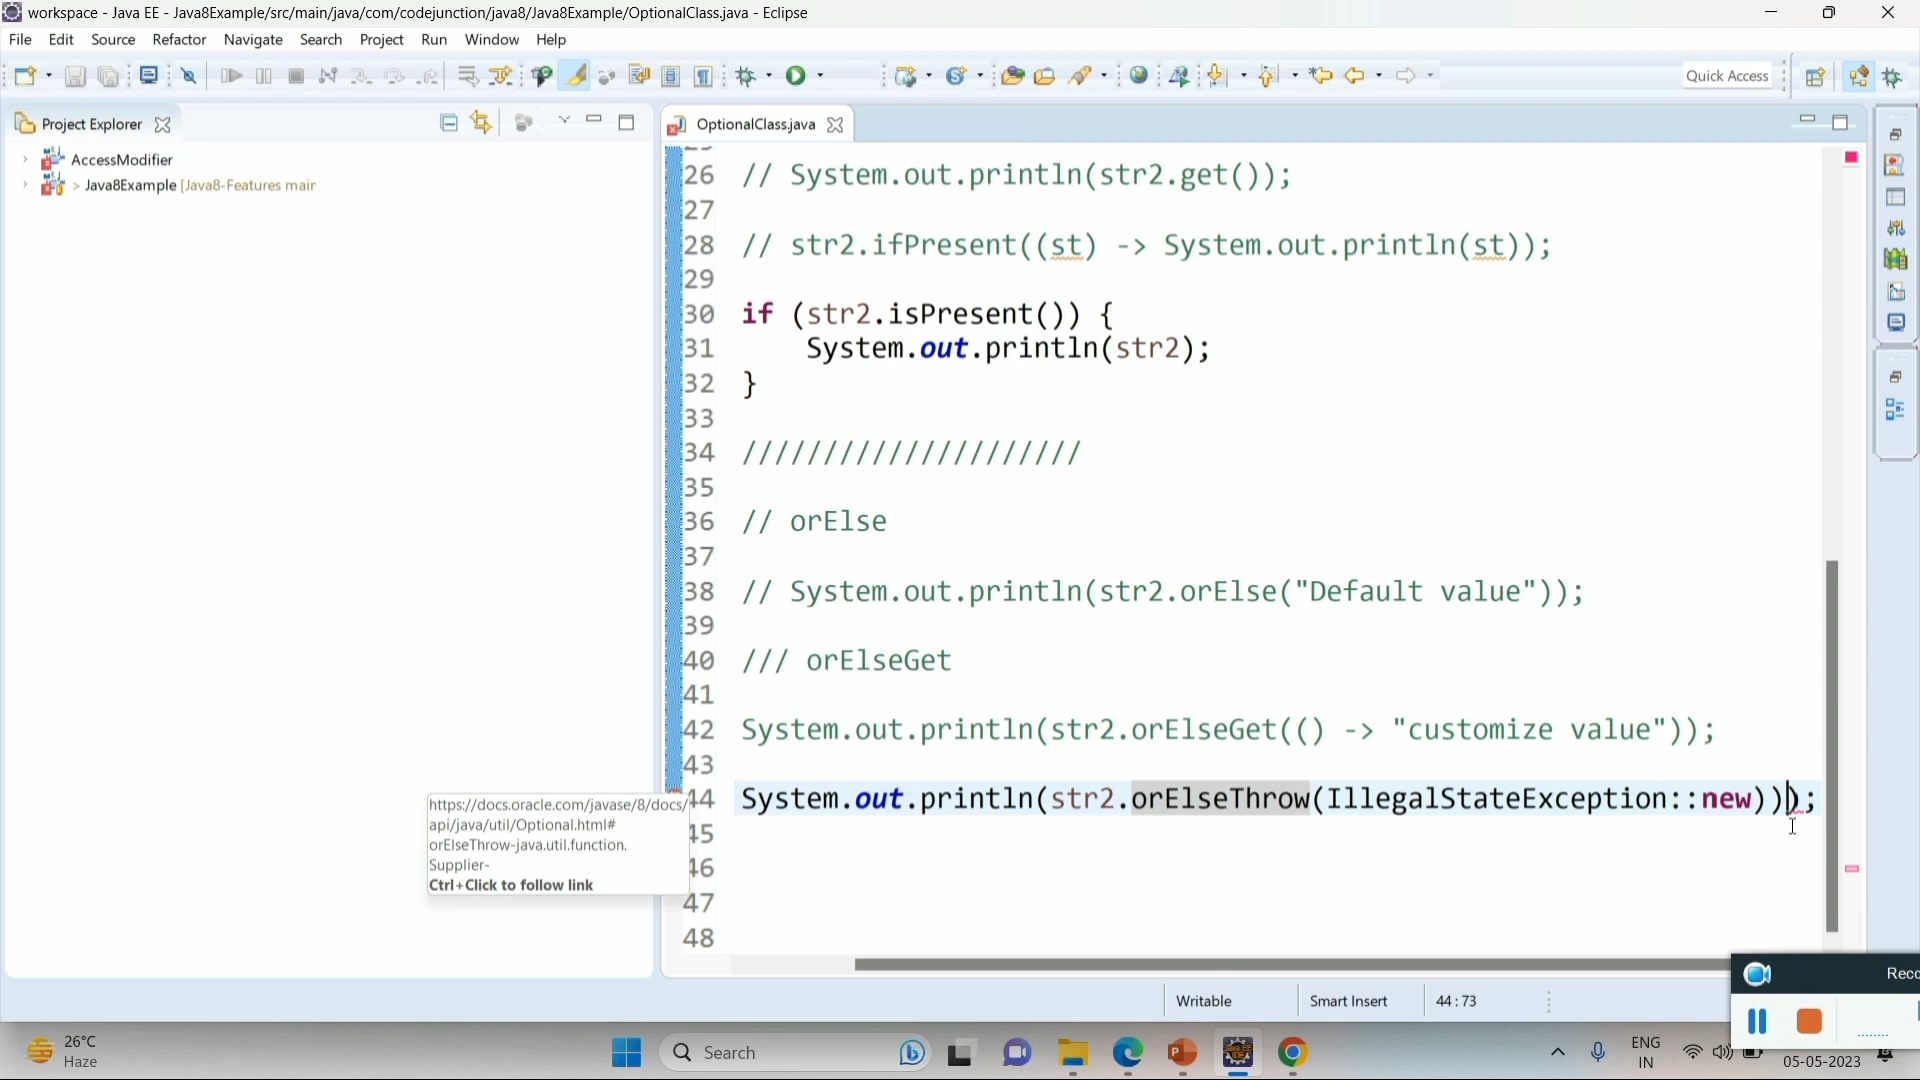 workspace - Java EE - Java8Example/src/main/java/com/codejunction/java8/Java8Example/OptionalClass.java - Eclipse
File Edit Source Refactor Navigate Search Project Run Window Help
Quick Access
Project Explorer
OptionalClass.java
AccessModifier
> Java8Example [Java8-Features mair
26 // System.out.println(str2.get());
27
28 // str2.ifPresent((st) -> System.out.println(st));
29
30 if (str2.isPresent()) {
31 System.out.println(str2);
32 }
33
34 /////////////////////
35
36 // orElse
37
38 // System.out.println(str2.orElse("Default value"));
39
40 /// orElseGet
41
42 System.out.println(str2.orElseGet(() -> "customize value"));
43
44 System.out.println(str2.orElseThrow(IllegalStateException::new)));
45
46
47
48
https://docs.oracle.com/javase/8/docs/
api/java/util/Optional.html#
orElseThrow-java.util.function.
Supplier-
Ctrl+Click to follow link
Writable Smart Insert 44 : 73
Reco
26°C
Haze
Search
ENG
IN
05-05-2023